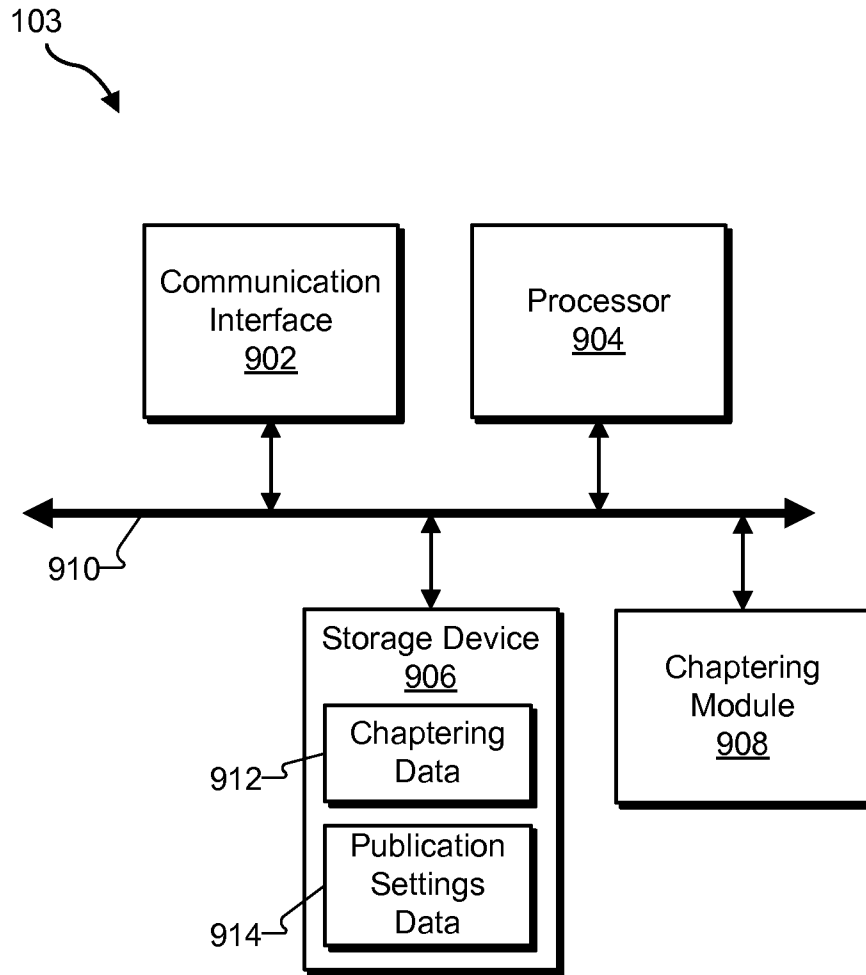 103
Communication
Interface
902
Processor
904
910
Storage Device
906
Chaptering
Data
912
Publication
Settings
Data
914
Chaptering
Module
908